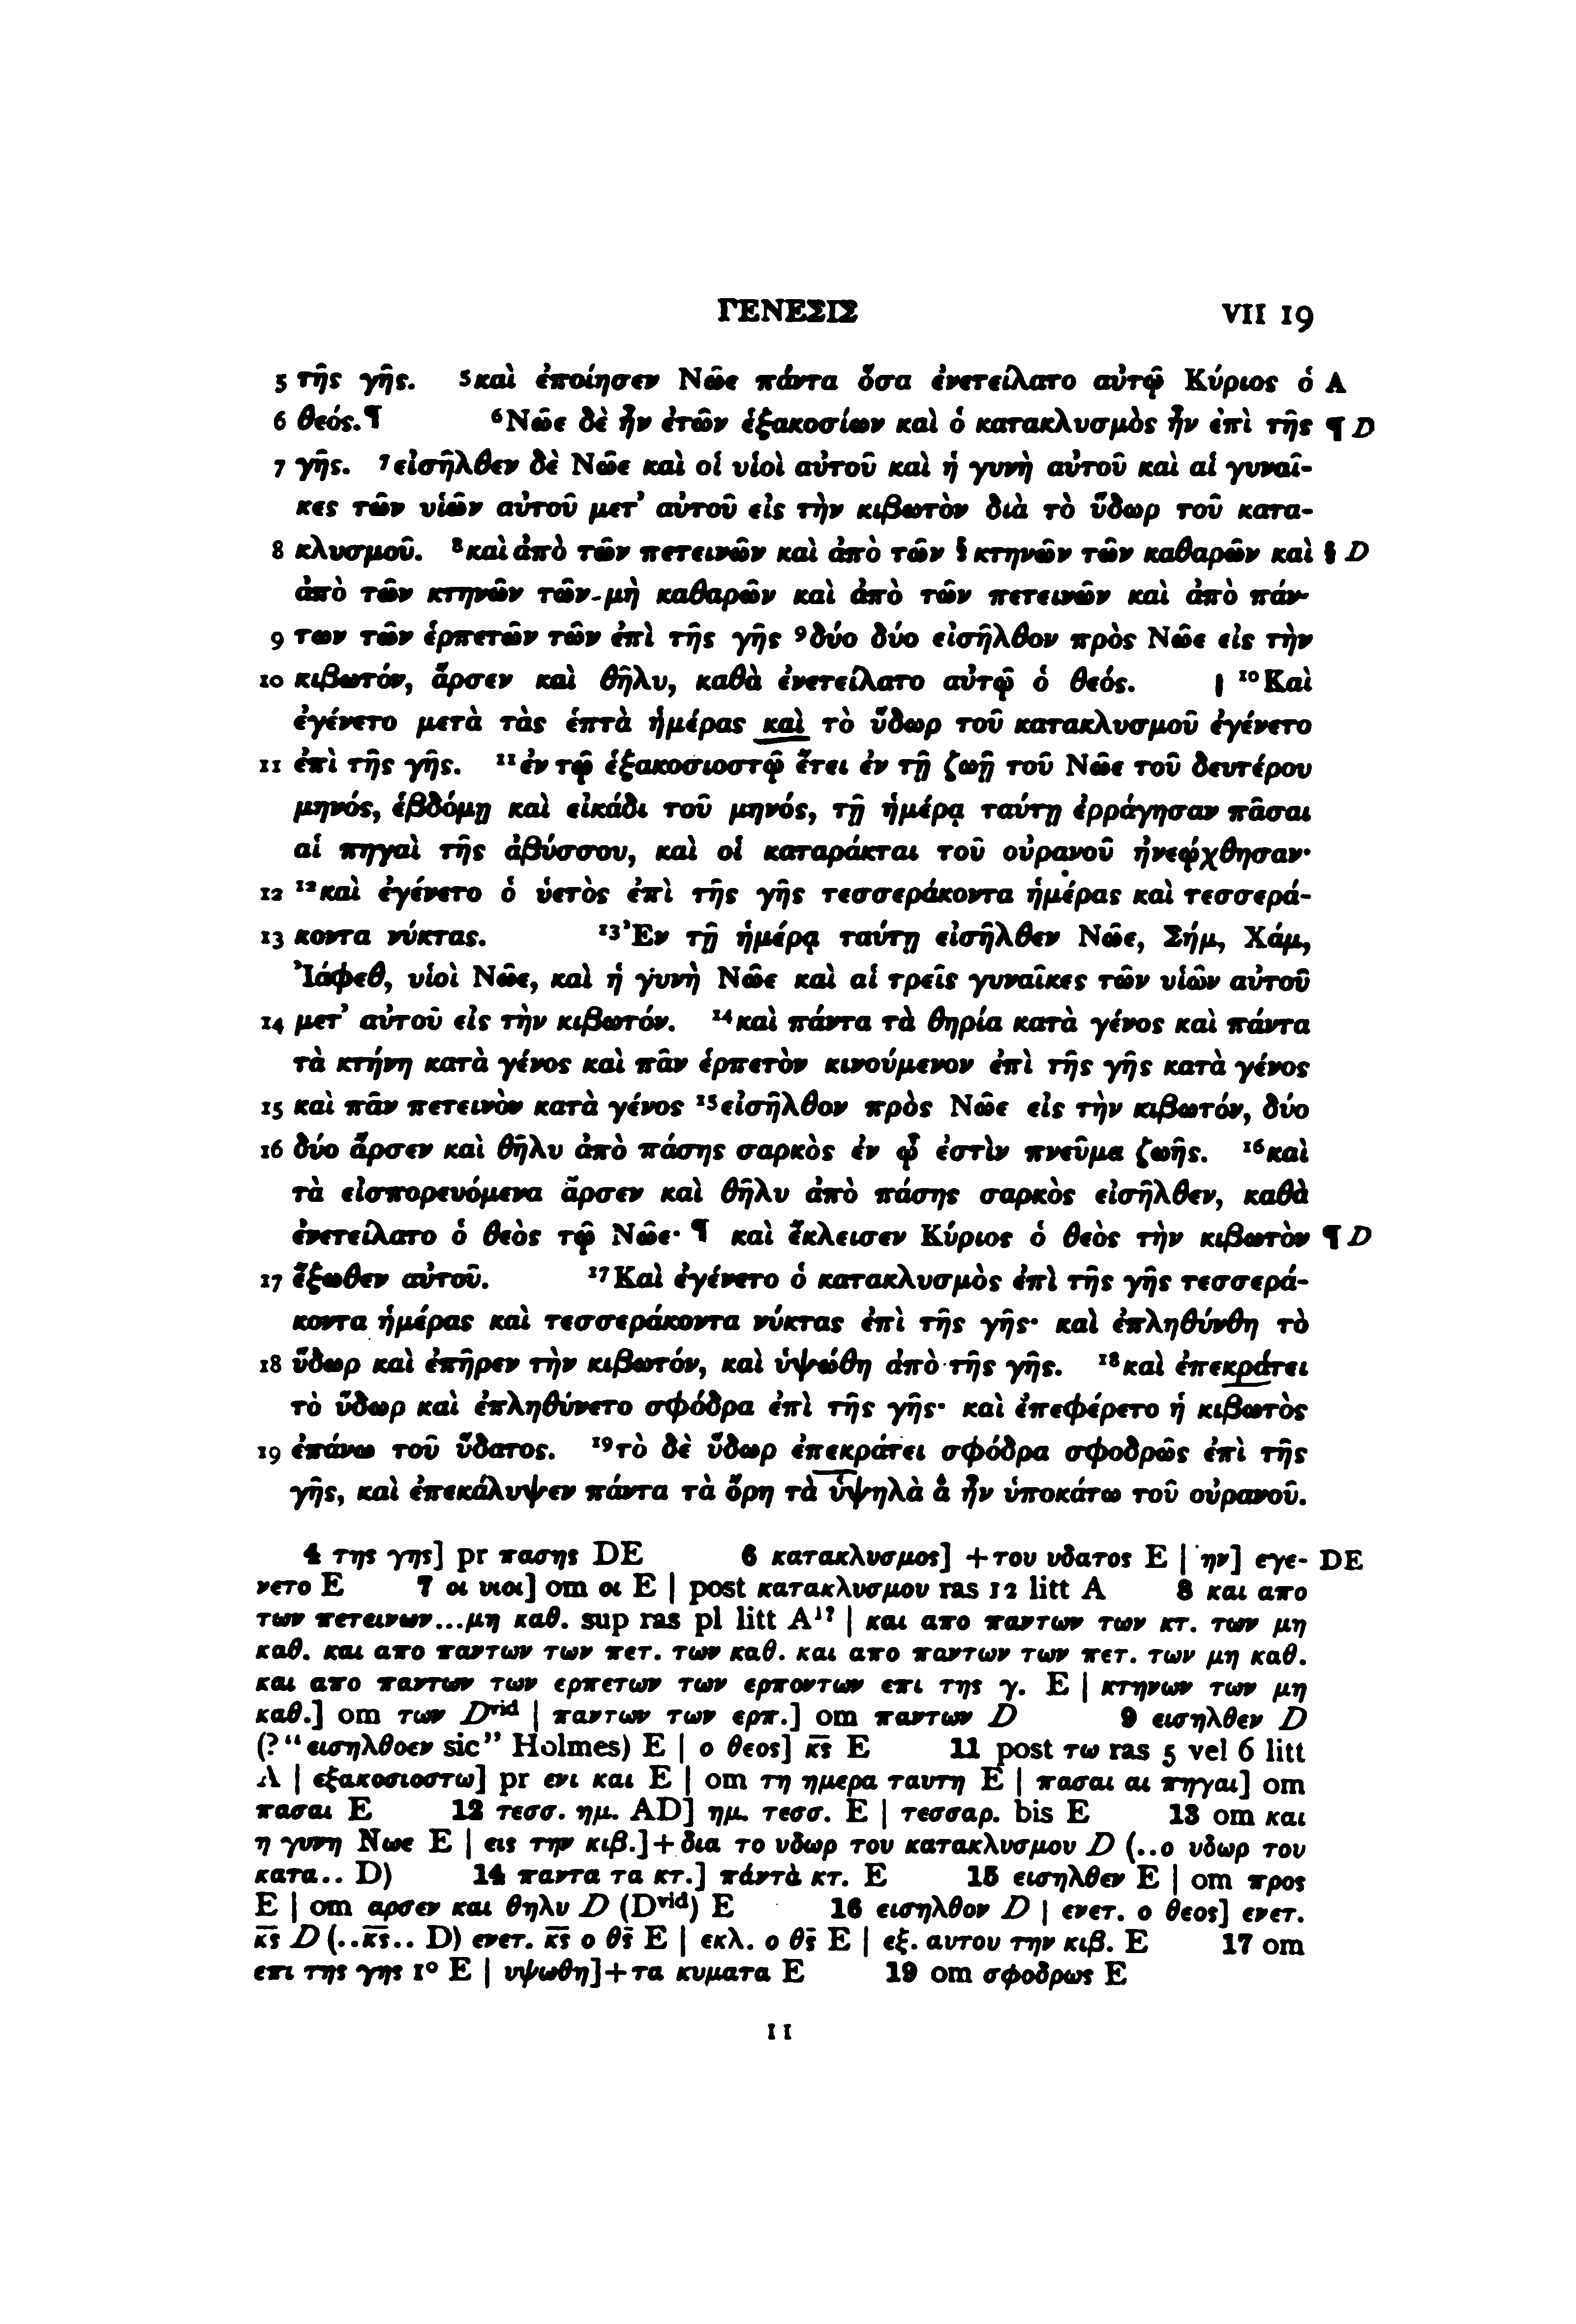 ΓΕΝΕΣΙΣ VII 19
5 τῆς γῆς. ⁵καὶ ἐποίησεν Νῶε πάντα ὅσα ἐνετείλατο αὐτῷ Κύριος ὁ A
6 θεός.¶ ⁶Νῶε δὲ ἦν ἐτῶν ἑξακοσίων καὶ ὁ κατακλυσμὸς ἦν ἐπὶ τῆς ¶ D
7 γῆς. ⁷εἰσῆλθεν δὲ Νῶε καὶ οἱ υἱοὶ αὐτοῦ καὶ ἡ γυνὴ αὐτοῦ καὶ αἱ γυναῖ-
κες τῶν υἱῶν αὐτοῦ μετ’ αὐτοῦ εἰς τὴν κιβωτὸν διὰ τὸ ὕδωρ τοῦ κατα-
8 κλυσμοῦ. ⁸καὶ ἀπὸ τῶν πετεινῶν καὶ ἀπὸ τῶν § κτηνῶν τῶν καθαρῶν καὶ § D
ἀπὸ τῶν κτηνῶν τῶν μὴ καθαρῶν καὶ ἀπὸ τῶν πετεινῶν καὶ ἀπὸ πάν-
9 των τῶν ἑρπετῶν τῶν ἐπὶ τῆς γῆς ⁹δύο δύο εἰσῆλθον πρὸς Νῶε εἰς τὴν
10 κιβωτόν, ἄρσεν καὶ θῆλυ, καθὰ ἐνετείλατο αὐτῷ ὁ θεός. | ¹⁰Καὶ
ἐγένετο μετὰ τὰς ἑπτὰ ἡμέρας καὶ τὸ ὕδωρ τοῦ κατακλυσμοῦ ἐγένετο
11 ἐπὶ τῆς γῆς. ¹¹ἐν τῷ ἑξακοσιοστῷ ἔτει ἐν τῇ ζωῇ τοῦ Νῶε τοῦ δευτέρου
μηνός, ἑβδόμῃ καὶ εἰκάδι τοῦ μηνός, τῇ ἡμέρᾳ ταύτῃ ἐρράγησαν πᾶσαι
αἱ πηγαὶ τῆς ἀβύσσου, καὶ οἱ καταράκται τοῦ οὐρανοῦ ἠνεῴχθησαν·
12 ¹²καὶ ἐγένετο ὁ ὑετὸς ἐπὶ τῆς γῆς τεσσεράκοντα ἡμέρας καὶ τεσσερά-
13 κοντα νύκτας. ¹³Ἐν τῇ ἡμέρᾳ ταύτῃ εἰσῆλθεν Νῶε, Σήμ, Χάμ,
Ἰάφεθ, υἱοὶ Νῶε, καὶ ἡ γυνὴ Νῶε καὶ αἱ τρεῖς γυναῖκες τῶν υἱῶν αὐτοῦ
14 μετ’ αὐτοῦ εἰς τὴν κιβωτόν. ¹⁴καὶ πάντα τὰ θηρία κατὰ γένος καὶ πάντα
τὰ κτήνη κατὰ γένος καὶ πᾶν ἑρπετὸν κινούμενον ἐπὶ τῆς γῆς κατὰ γένος
15 καὶ πᾶν πετεινὸν κατὰ γένος ¹⁵εἰσῆλθον πρὸς Νῶε εἰς τὴν κιβωτόν, δύο
16 δύο ἄρσεν καὶ θῆλυ ἀπὸ πάσης σαρκὸς ἐν ᾧ ἐστὶν πνεῦμα ζωῆς. ¹⁶καὶ
τὰ εἰσπορευόμενα ἄρσεν καὶ θῆλυ ἀπὸ πάσης σαρκὸς εἰσῆλθεν, καθὰ
ἐνετείλατο ὁ θεὸς τῷ Νῶε· ¶ καὶ ἔκλεισεν Κύριος ὁ θεὸς τὴν κιβωτὸν ¶ D
17 ἔξωθεν αὐτοῦ. ¹⁷Καὶ ἐγένετο ὁ κατακλυσμὸς ἐπὶ τῆς γῆς τεσσερά-
κοντα ἡμέρας καὶ τεσσεράκοντα νύκτας ἐπὶ τῆς γῆς· καὶ ἐπληθύνθη τὸ
18 ὕδωρ καὶ ἐπῆρεν τὴν κιβωτόν, καὶ ὑψώθη ἀπὸ τῆς γῆς. ¹⁸καὶ ἐπεκράτει
τὸ ὕδωρ καὶ ἐπληθύνετο σφόδρα ἐπὶ τῆς γῆς· καὶ ἐπεφέρετο ἡ κιβωτὸς
19 ἐπάνω τοῦ ὕδατος. ¹⁹τὸ δὲ ὕδωρ ἐπεκράτει σφόδρα σφοδρῶς ἐπὶ τῆς
γῆς, καὶ ἐπεκάλυψεν πάντα τὰ ὄρη τὰ ὑψηλὰ ἃ ἦν ὑποκάτω τοῦ οὐρανοῦ.
4 της γης] pr πασης DE 6 κατακλυσμος] +του υδατος E | ην] εγε- DE
νετο E 7 οι υιοι] om οι E | post κατακλυσμου ras 12 litt A 8 και απο
των πετεινων...μη καθ. sup ras pl litt A¹? | και απο παντων των κτ. των μη
καθ. και απο παντων των πετ. των καθ. και απο παντων των πετ. των μη καθ.
και απο παντων των ερπετων των ερποντων επι της γ. E | κτηνων των μη
καθ.] om των Dᵛⁱᵈ | παντων των ερπ.] om παντων D 9 εισηλθεν D
(? “εισηλθοεν sic” Holmes) E | ο θεος] κ̅ς̅ E 11 post τω ras 5 vel 6 litt
A | εξακοσιοστω] pr ενι και E | om τη ημερα ταυτη E | πασαι αι πηγαι] om
πασαι E 12 τεσσ. ημ. AD] ημ. τεσσ. E | τεσσαρ. bis E 13 om και
η γυνη Νωε E | εις την κιβ.]+δια το υδωρ του κατακλυσμου D (..ο υδωρ του
κατα.. D) 14 παντα τα κτ.] πάντὰ κτ. E 15 εισηλθεν E | om προς
E | om αρσεν και θηλυ D (Dᵛⁱᵈ) E 16 εισηλθον D | ενετ. ο θεος] ενετ.
κ̅ς̅ D (..κ̅ς̅.. D) ενετ. κ̅ς̅ ο θ̅ς̅ E | εκλ. ο θ̅ς̅ E | εξ. αυτου την κιβ. E 17 om
επι της γης 1° E | υψωθη]+τα κυματα E 19 om σφοδρως E
11